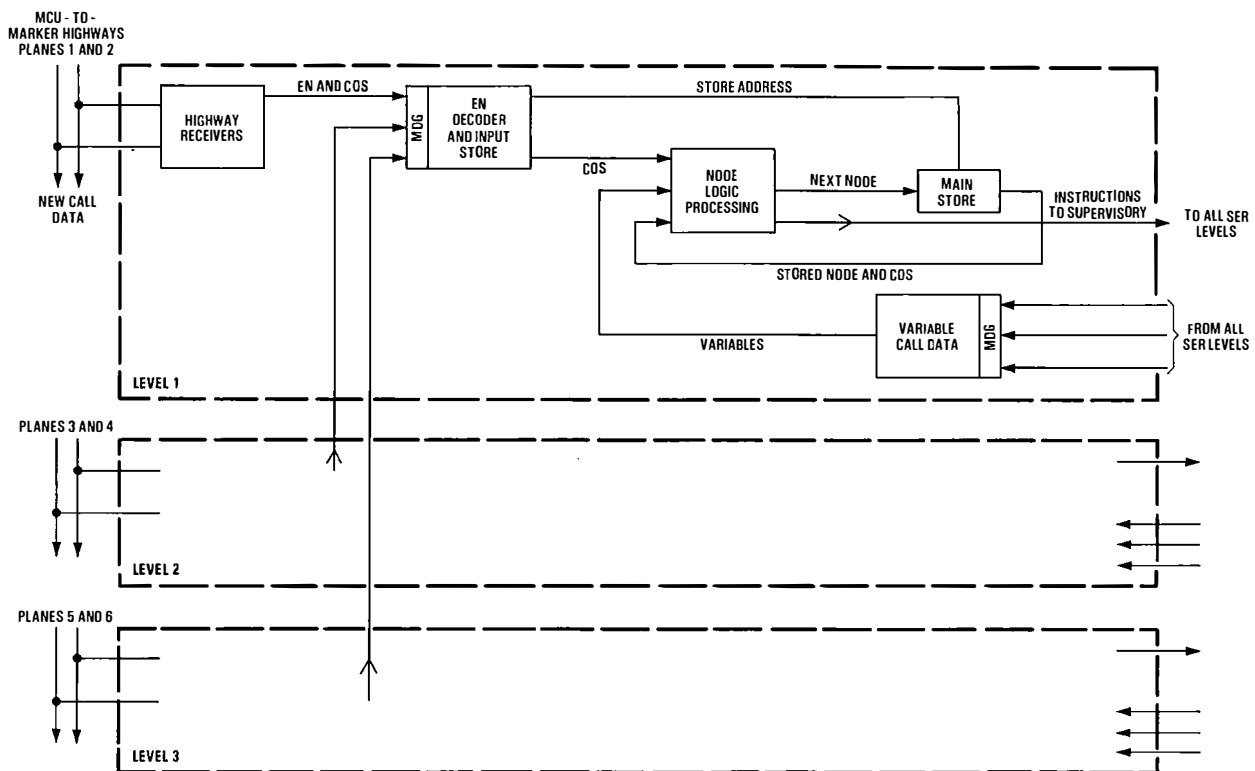 MCU - TO -
MARKER HIGHWAYS
PLANES 1 AND 2
HIGHWAY
RECEIVERS
EN AND COS
MDG
EN
DECODER
AND INPUT
STORE
STORE ADDRESS
COS
NODE
LOGIC
PROCESSING
NEXT NODE
MAIN
STORE
INSTRUCTIONS
TO SUPERVISORY
TO ALL SER
LEVELS
NEW CALL
DATA
STORED NODE AND COS
VARIABLES
VARIABLE
CALL DATA
MDG
FROM ALL
SER LEVELS
LEVEL 1
PLANES 3 AND 4
LEVEL 2
PLANES 5 AND 6
LEVEL 3